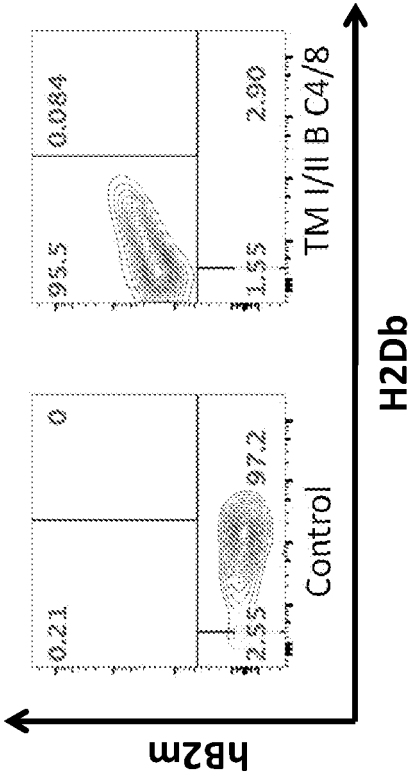 0.21 0
95.5 0.084
2.55 97.2
1.55 2.90
Control
TM I/II B C4/8
hB2m
H2Db